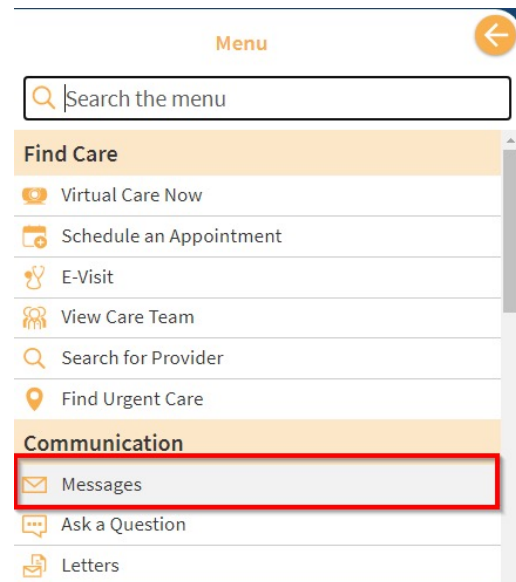 Menu
Search the menu
Find Care
Virtual Care Now
Schedule an Appointment
E-Visit
View Care Team
Search for Provider
Find Urgent Care
Communication
Messages
Ask a Question
Letters